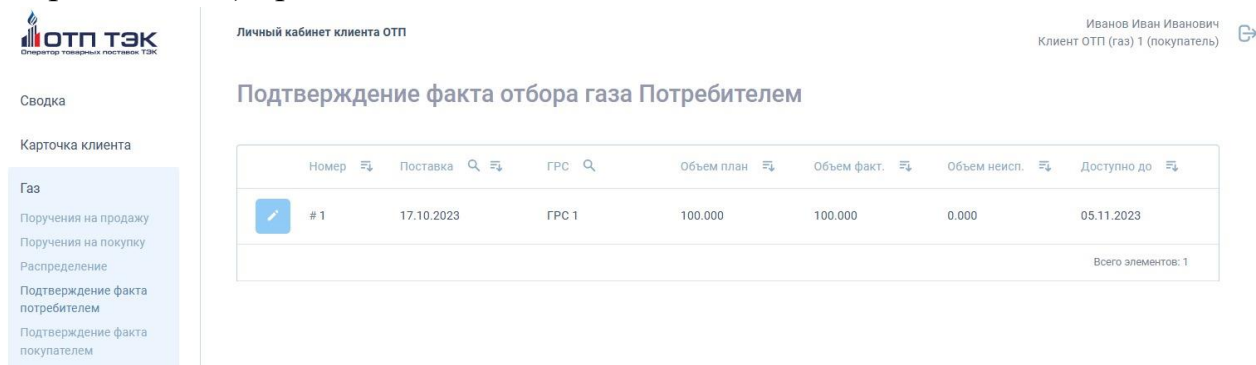 ОТП ТЭК
Оператор товарных поставок ТЭК
Личный кабинет клиента ОТП
Иванов Иван Иванович
Клиент ОТП (газ) 1 (покупатель)
Сводка
Карточка клиента
Газ
Поручения на продажу
Поручения на покупку
Распределение
Подтверждение факта
потребителем
Подтверждение факта
покупателем
Подтверждение факта отбора газа Потребителем
Номер Поставка ГРС Объем план Объем факт. Объем неисп. Доступно до
# 1 17.10.2023 ГРС 1 100.000 100.000 0.000 05.11.2023
Всего элементов: 1